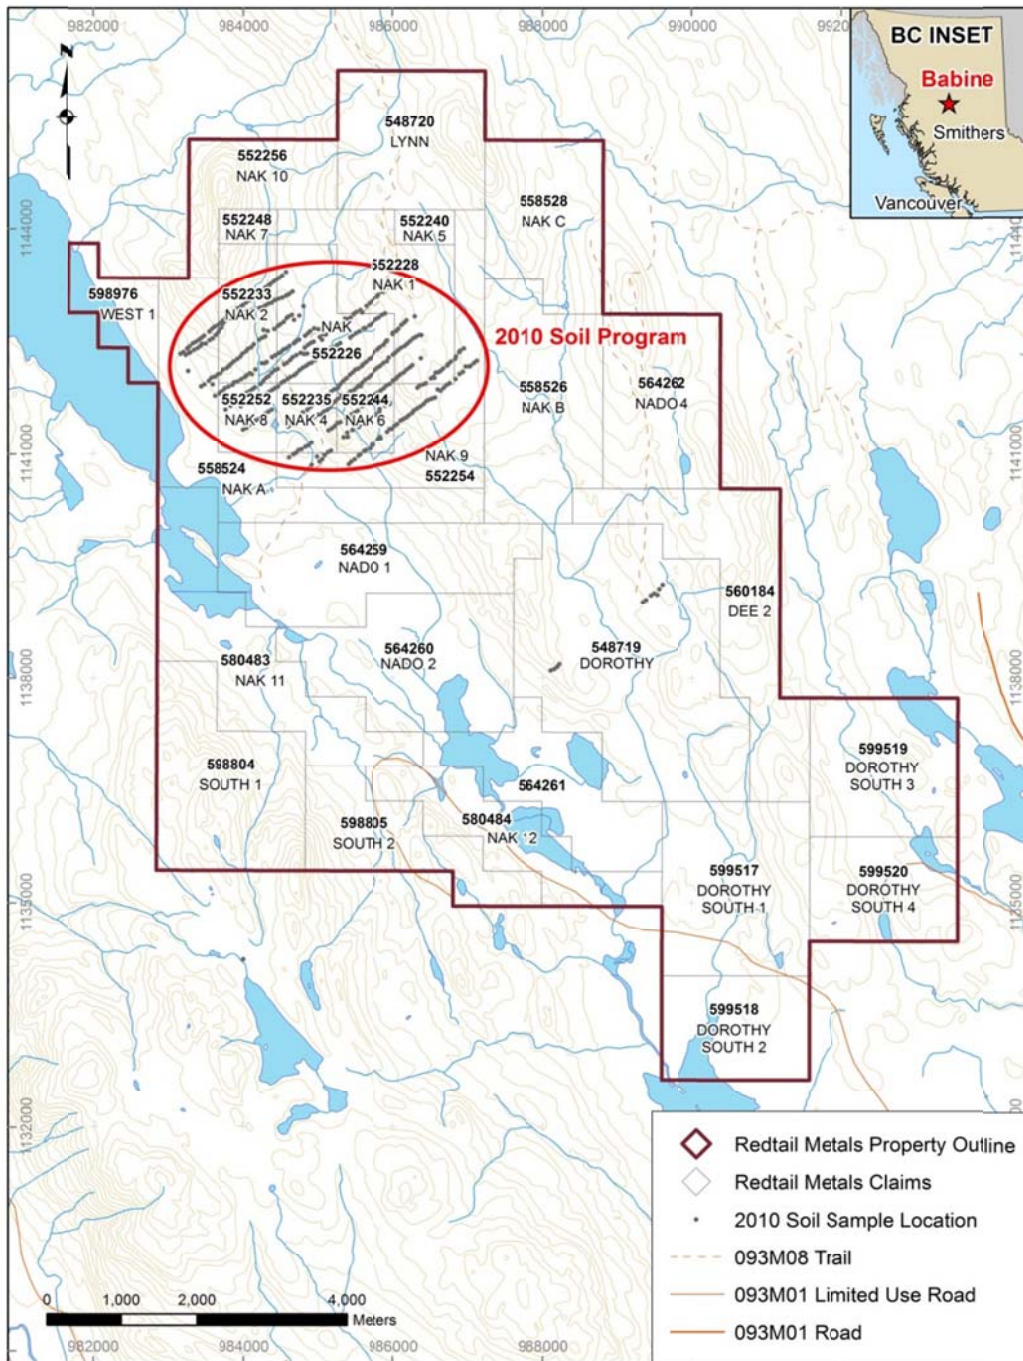 982000
984000
986000
988000
990000
992
BC INSET
Babine
Smithers
Vancouver
N
548720
LYNN
552256
NAK 10
558528
NAK C
552248
NAK 7
552240
NAK 5
1144000
552228
NAK 1
598976
WEST 1
552233
NAK 2
NAK
552226
2010 Soil Program
558526
NAK B
564262
NADO 4
552252
NAK 8
552235
NAK 4
552244
NAK 6
1141000
1141000
NAK 9
552254
558524
NAK A
564259
NADO 1
560184
DEE 2
564260
NADO 2
548719
DOROTHY
580483
NAK 11
1138000
1138000
599519
DOROTHY
SOUTH 3
598804
SOUTH 1
564261
598805
SOUTH 2
580484
NAK 12
599517
DOROTHY
SOUTH 1
599520
DOROTHY
SOUTH 4
1135000
1135000
599518
DOROTHY
SOUTH 2
1132000
Redtail Metals Property Outline
Redtail Metals Claims
2010 Soil Sample Location
093M08 Trail
093M01 Limited Use Road
093M01 Road
0 1,000 2,000 4,000
Meters
982000
984000
986000
988000